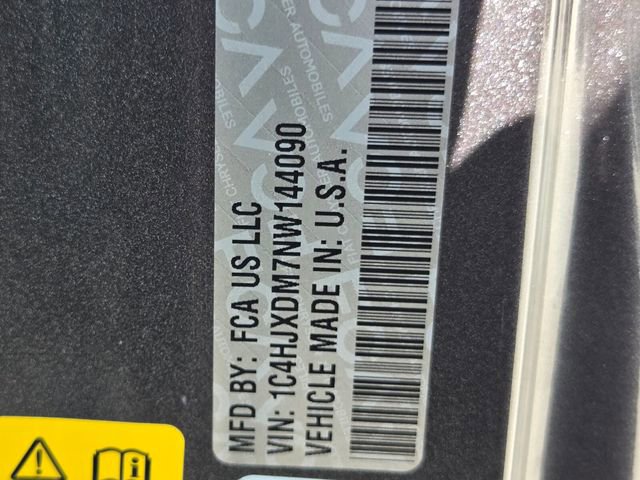 MFD BY: FCA US LLC
VIN: 1C4HJXDM7NW144090
VEHICLE MADE IN: U.S.A.